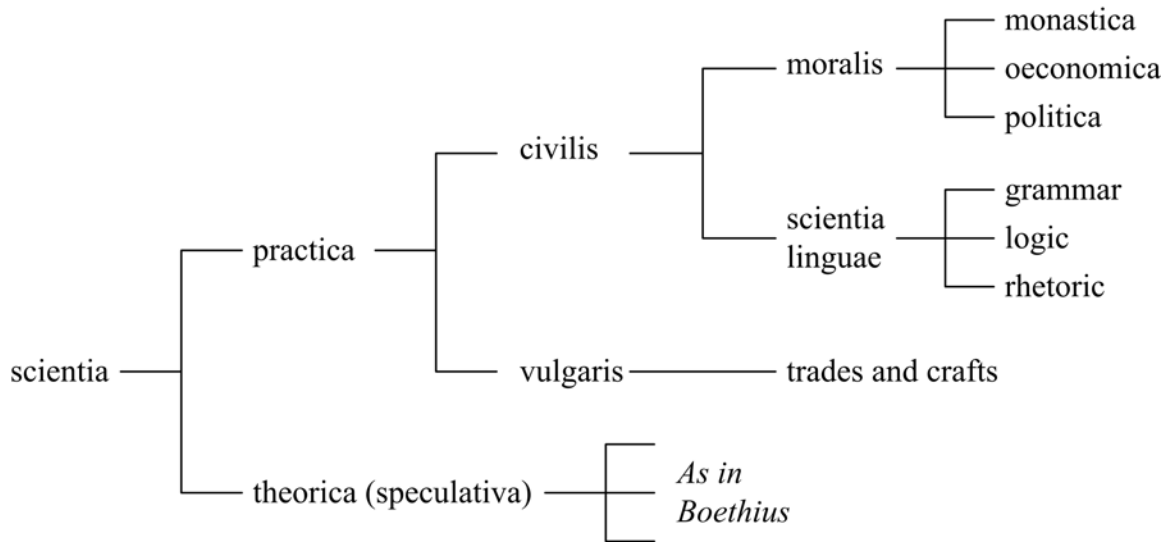 monastica
moralis
oeconomica
politica
civilis
grammar
scientia
linguae
logic
rhetoric
practica
scientia
vulgaris
trades and crafts
theorica (speculativa)
As in
Boethius